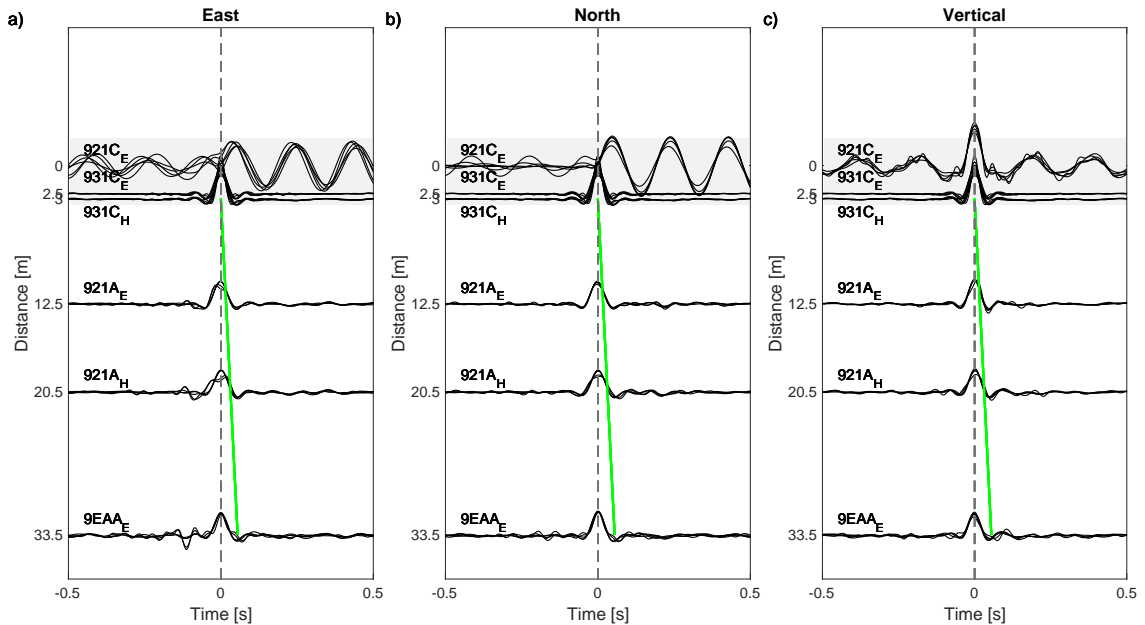 a)
East
921C_E
931C_E
931C_H
921A_E
921A_H
9EAA_E
0
2.5
3
12.5
20.5
33.5
Distance [m]
-0.5
0
0.5
Time [s]
b)
North
921C_E
931C_E
931C_H
921A_E
921A_H
9EAA_E
0
2.5
3
12.5
20.5
33.5
Distance [m]
-0.5
0
0.5
Time [s]
c)
Vertical
921C_E
931C_E
931C_H
921A_E
921A_H
9EAA_E
0
2.5
3
12.5
20.5
33.5
Distance [m]
-0.5
0
0.5
Time [s]